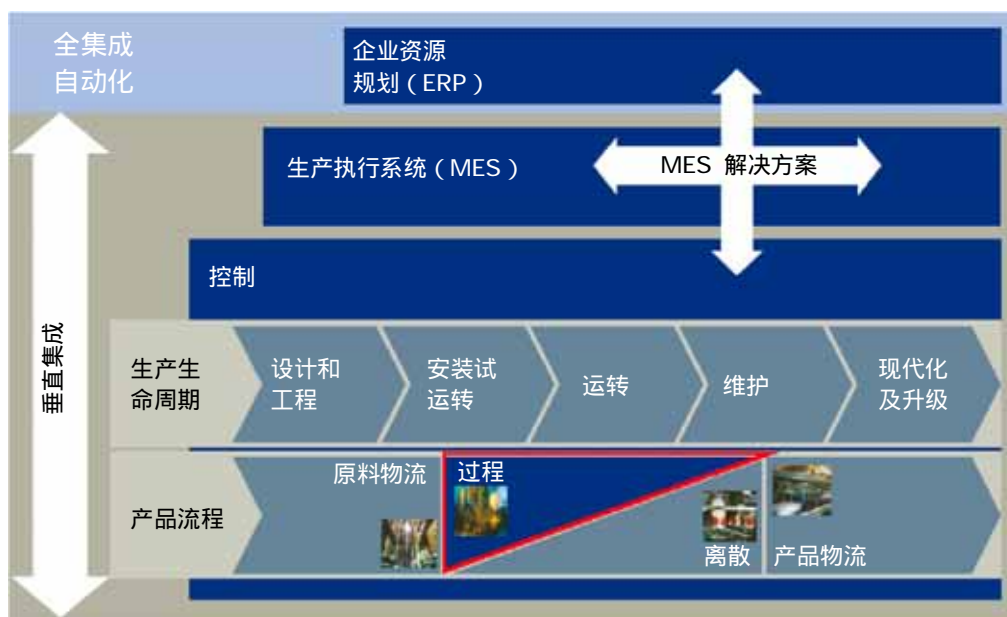 全集成
自动化
企业资源
规划（ERP）
生产执行系统（MES）
MES 解决方案
控制
垂直集成
生产生
命周期
设计和
工程
安装试
运转
运转
维护
现代化
及升级
产品流程
原料物流
过程
离散
产品物流